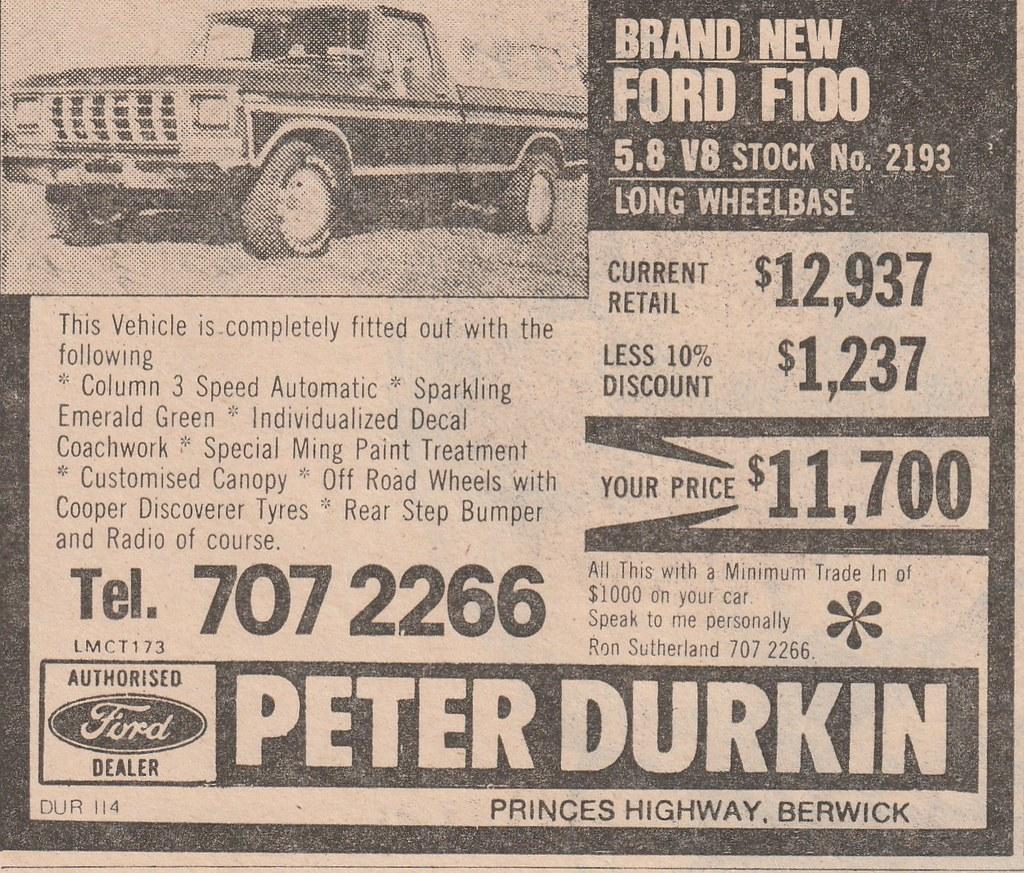 BRAND NEW
FORD F100
5.8 V8 STOCK No. 2193
LONG WHEELBASE
CURRENT RETAIL $12,937
LESS 10% DISCOUNT $1,237
YOUR PRICE $11,700
This Vehicle is completely fitted out with the
following
* Column 3 Speed Automatic * Sparkling
Emerald Green * Individualized Decal
Coachwork * Special Ming Paint Treatment
* Customised Canopy * Off Road Wheels with
Cooper Discoverer Tyres * Rear Step Bumper
and Radio of course.
Tel. 707 2266
LMCT173
All This with a Minimum Trade In of
$1000 on your car.
Speak to me personally
Ron Sutherland 707 2266.
*
AUTHORISED
Ford
DEALER
PETER DURKIN
DUR 114
PRINCES HIGHWAY, BERWICK